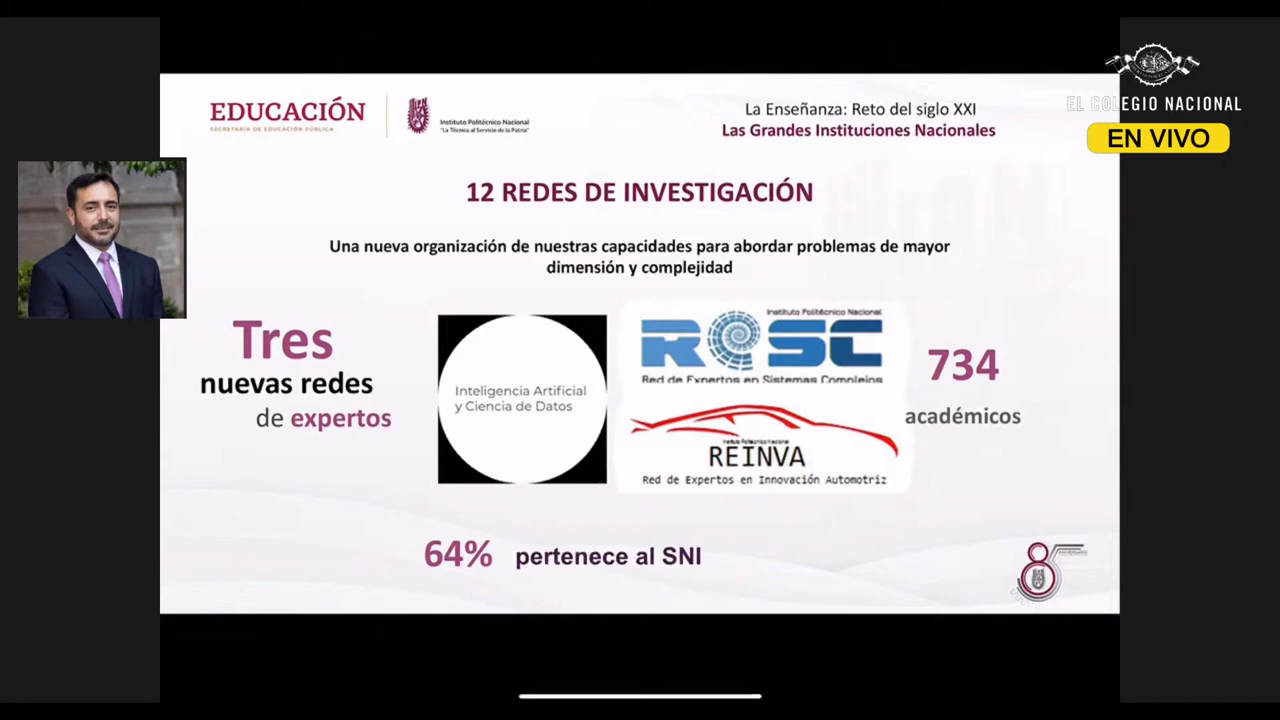 EDUCACIÓN
SECRETARÍA DE EDUCACIÓN PÚBLICA
Instituto Politécnico Nacional
"La Técnica al Servicio de la Patria"
La Enseñanza: Reto del siglo XXI
Las Grandes Instituciones Nacionales
EL COLEGIO NACIONAL
EN VIVO
12 REDES DE INVESTIGACIÓN
Una nueva organización de nuestras capacidades para abordar problemas de mayor
dimensión y complejidad
Tres
nuevas redes
de expertos
Inteligencia Artificial
y Ciencia de Datos
Instituto Politécnico Nacional
ROSC
Red de Expertos en Sistemas Complejos
Instituto Politécnico Nacional
REINVA
Red de Expertos en Innovación Automotriz
734
académicos
64% pertenece al SNI
85
ANIVERSARIO